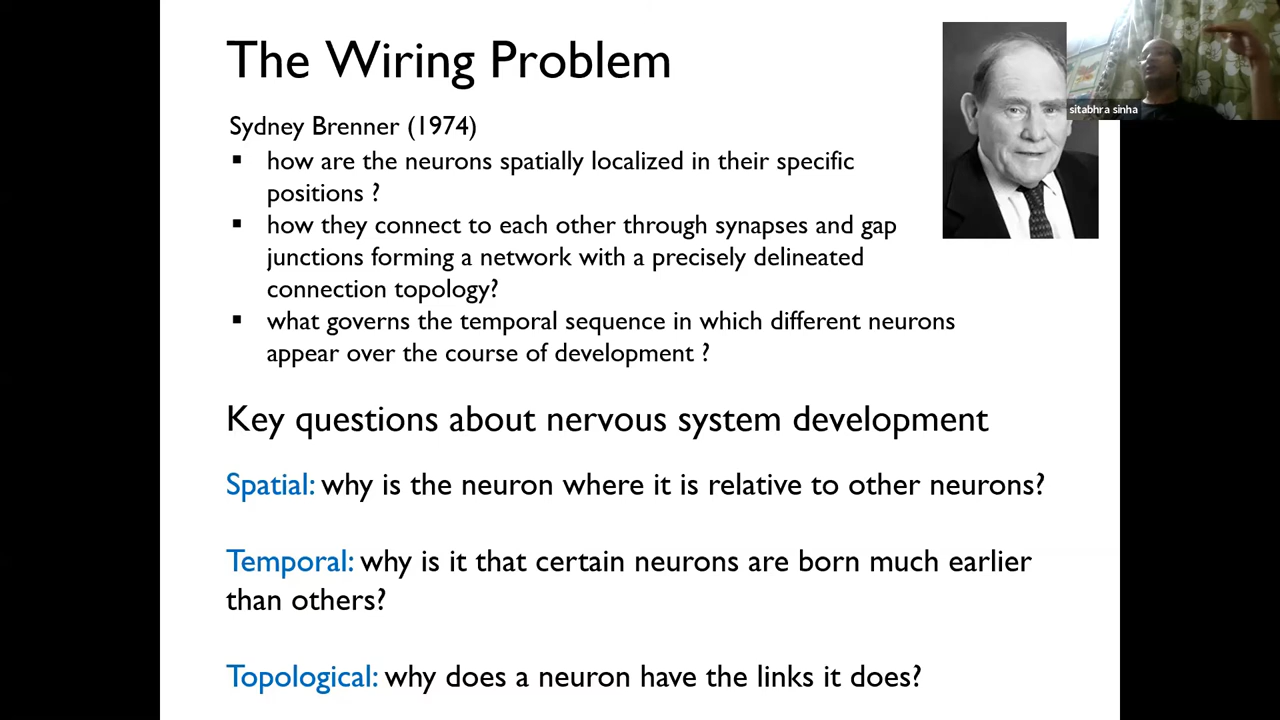 The Wiring Problem
sitabhra sinha
Sydney Brenner (1974)
▪ how are the neurons spatially localized in their specific
positions ?
▪ how they connect to each other through synapses and gap
junctions forming a network with a precisely delineated
connection topology?
▪ what governs the temporal sequence in which different neurons
appear over the course of development ?
Key questions about nervous system development
Spatial: why is the neuron where it is relative to other neurons?
Temporal: why is it that certain neurons are born much earlier
than others?
Topological: why does a neuron have the links it does?